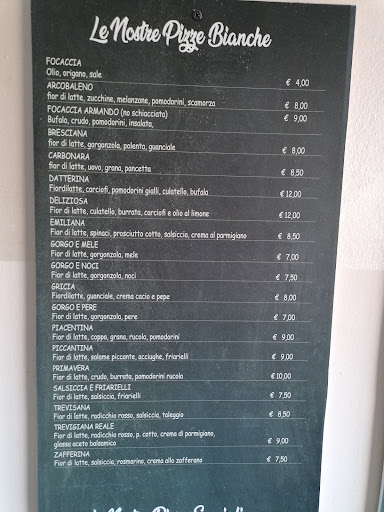 Le Nostre Pizze Bianche
FOCACCIA
Olio, origano, sale € 4,00
ARCOBALENO
fior di latte, zucchine, melanzane, pomodorini, scamorza € 8,00
FOCACCIA ARMANDO (no schiacciato)
Bufala, crudo, pomodorini, insalata, € 9,00
BRESCIANA
fior di latte, gorgonzola, polenta, guanciale € 8,00
CARBONARA
fior di latte, uovo, grana, pancetta € 8,50
DATTERINA
Fiordilatte, carciofi, pomodori gialli, culatello, bufala €12,00
DELIZIOSA
Fior di latte, culatello, burrata, carciofi e olio al limone €12,00
EMILIANA
Fior di latte, spinaci, prosciutto cotto, salsiccia, crema al parmigiano € 8,50
GORGO E MELE
Fior di latte, gorgonzola, mele € 7,00
GORGO E NOCI
Fior di latte, gorgonzola, noci € 7,50
GRICIA
Fiordilatte, guanciale, crema cacio e pepe € 8,00
GORGO E PERE
Fior di latte, gorgonzola, pere € 7,00
PIACENTINA
Fior di latte, coppa, grana, rucola, pomodorini € 9,00
PICCANTINA
Fior di latte, salame piccante, acciughe, friarielli € 9,00
PRIMAVERA
Fior di latte, crudo, burrata, pomodorini rucola €10,00
SALSICCIA E FRIARIELLI
Fior di latte, salsiccia, friarielli € 7,50
TREVISANA
Fior di latte, radicchio rosso, salsiccia, taleggio € 8,50
TREVIGIANA REALE
Fior di latte, radicchio rosso, p. cotto, crema di parmigiano,
glassa aceto balsamico € 9,00
ZAFFERINA
Fior di latte, salsiccia, rosmarino, crema allo zafferano € 7,50